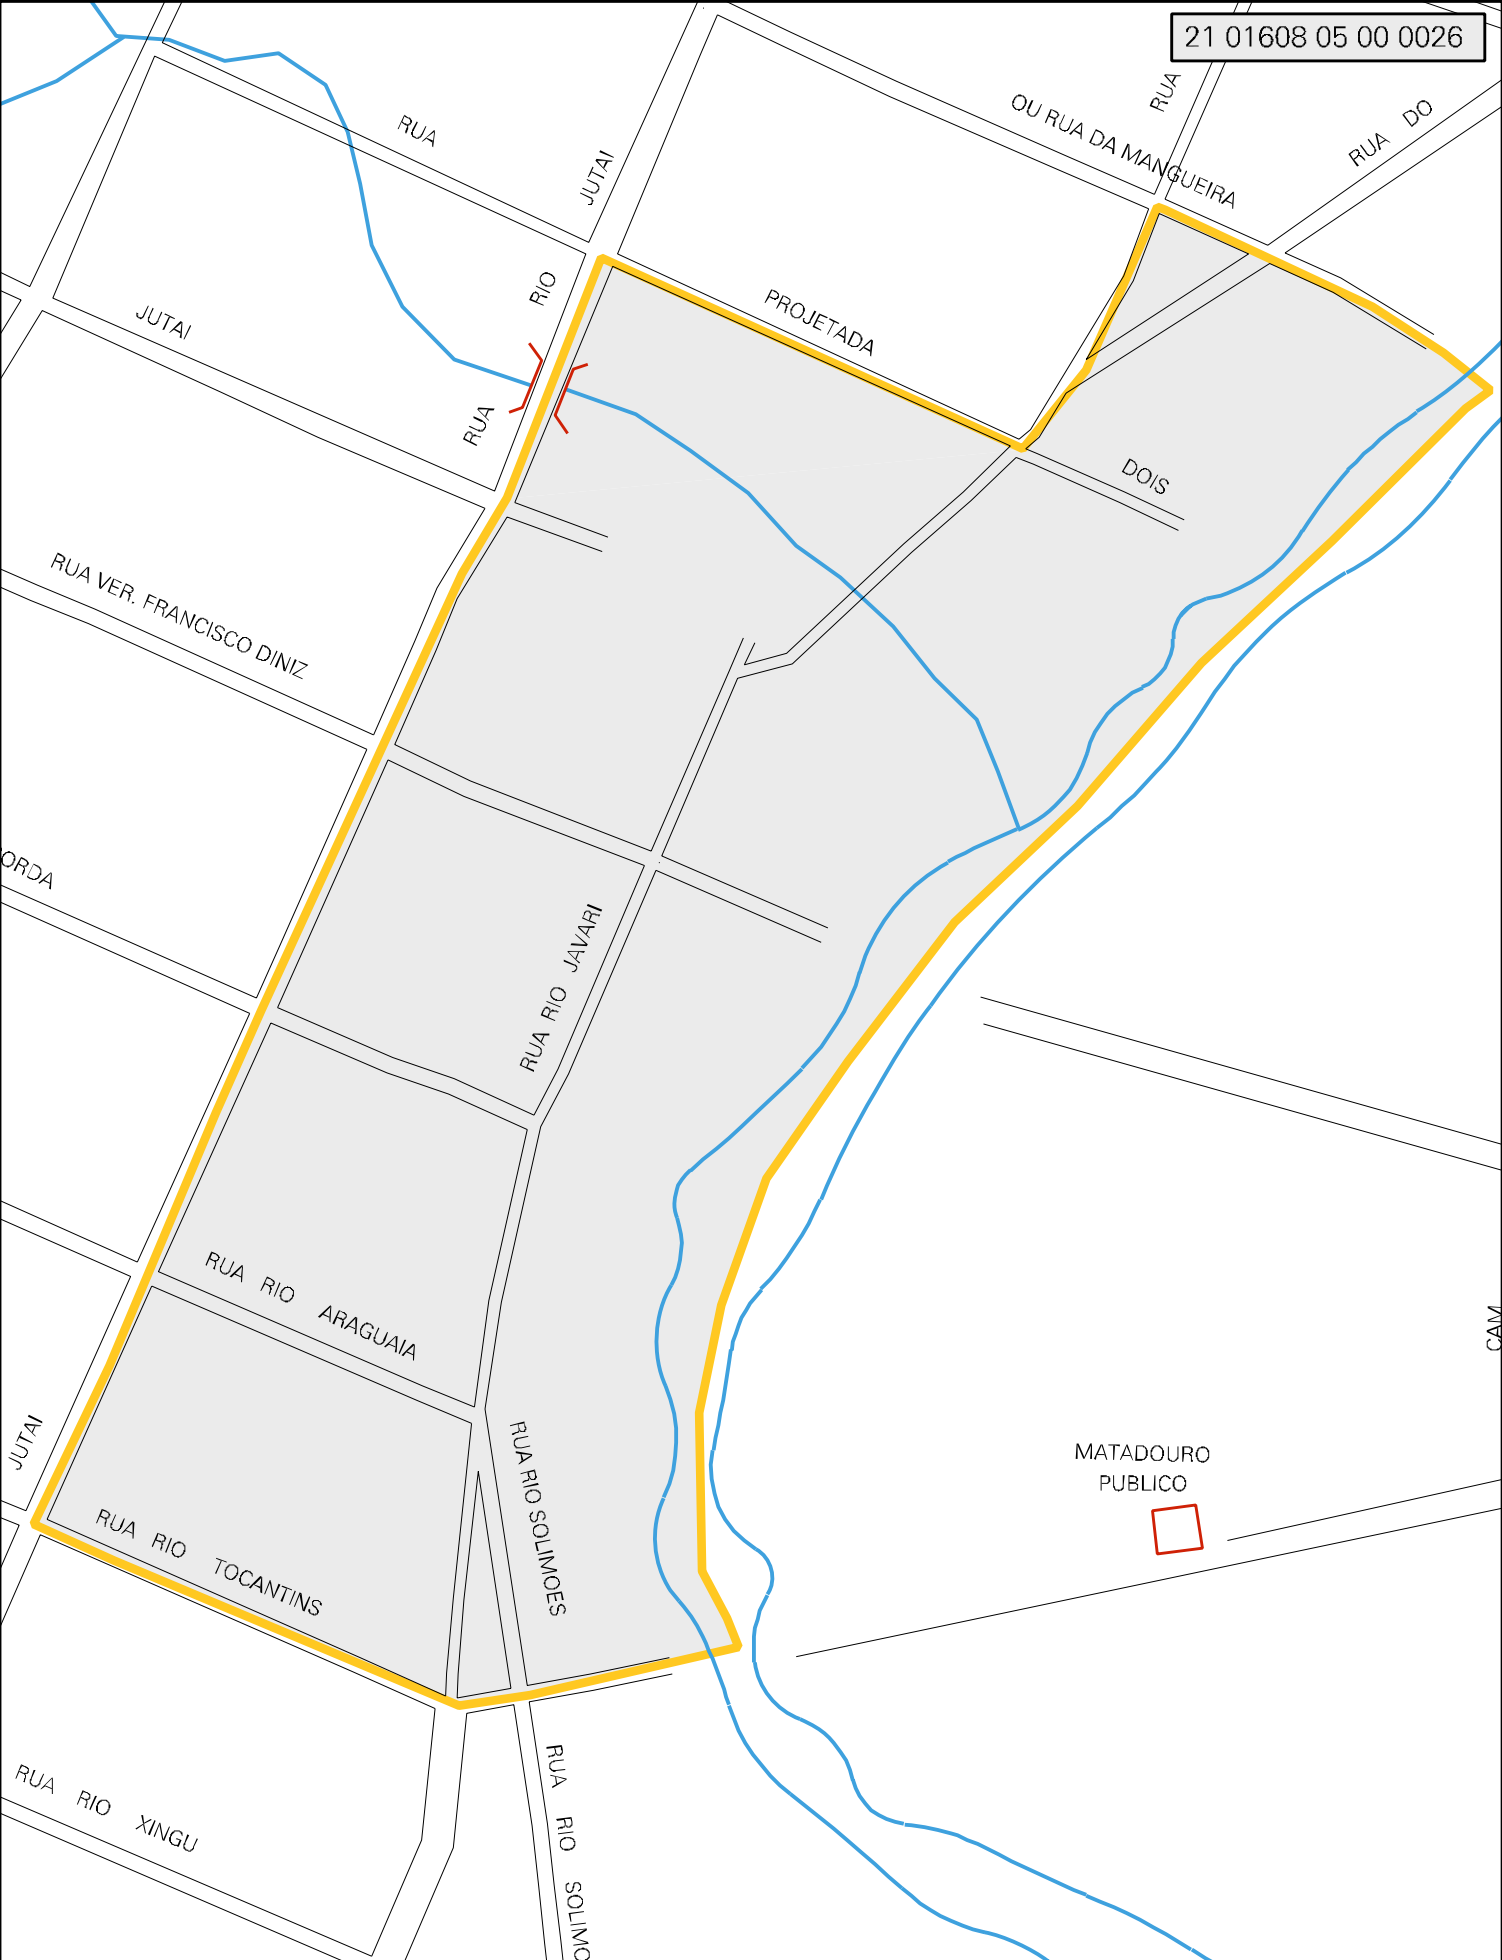 21 01608 05 00 0026
RUA
OU RUA DA MANGUEIRA
RUA DO
RUA
JUTAI
RIO
PROJETADA
JUTAI
RUA
DOIS
RUA VER. FRANCISCO DINIZ
ORDA
RUA RIO JAVARI
RUA RIO ARAGUAIA
CAM
JUTAI
RUA RIO SOLIMOES
MATADOURO
PUBLICO
RUA RIO TOCANTINS
RUA RIO XINGU
RUA RIO SOLIMO